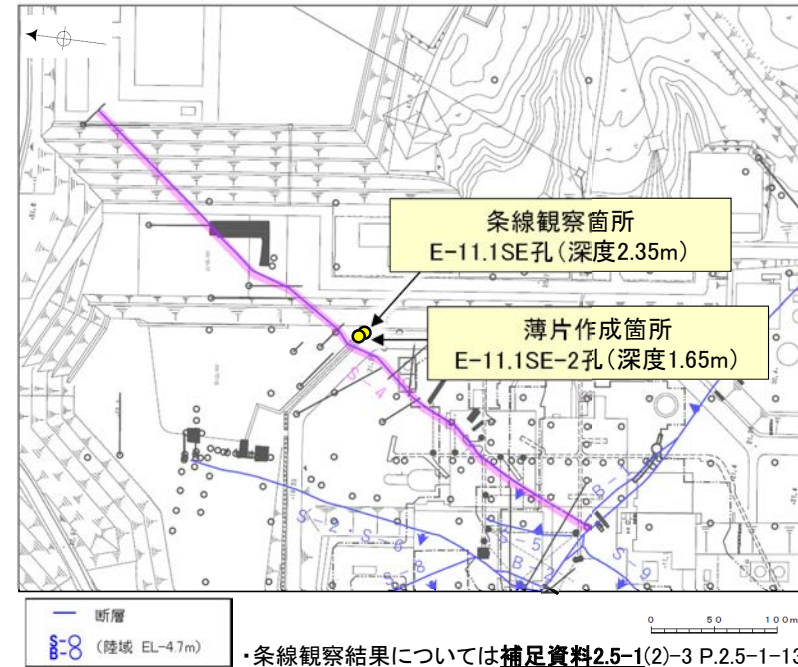 条線観察箇所
E-11.1SE孔(深度2.35m)
薄片作成箇所
E-11.1SE-2孔(深度1.65m)
S-4
S-2・S-6
S-8
S-5
B-2
B-1
S-9
断層
S-○
B-○ (陸域 EL-4.7m)
0 50 100m
・条線観察結果については補足資料2.5-1(2)-3 P.2.5-1-13